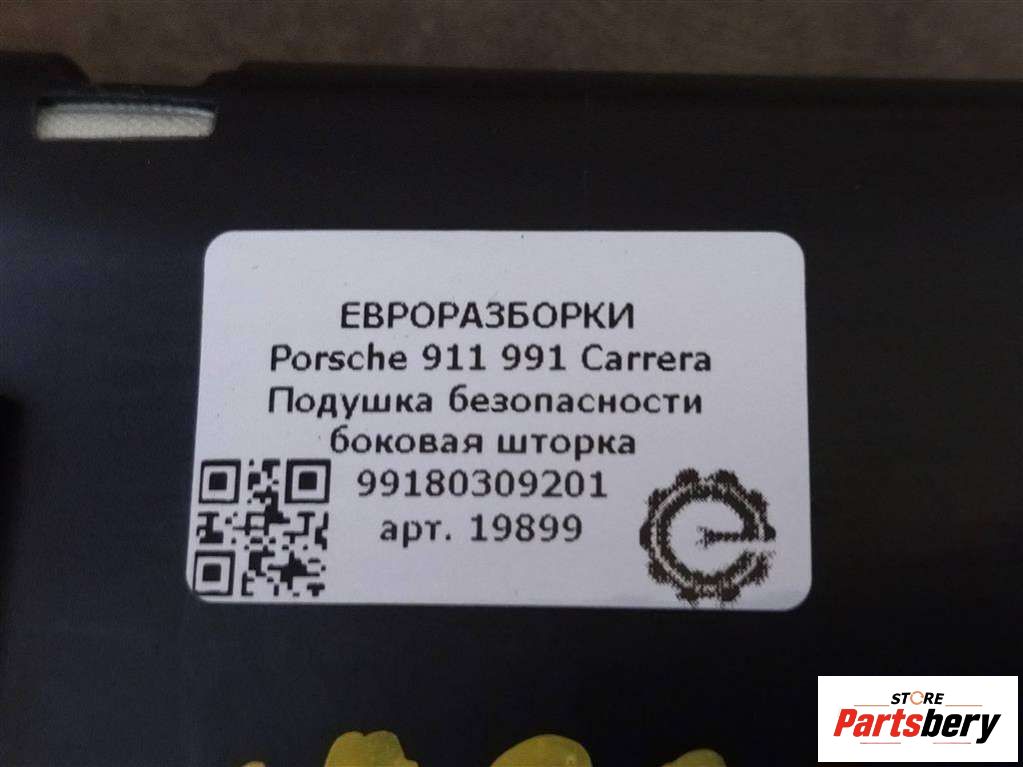 ЕВРОРАЗБОРКИ
Porsche 911 991 Carrera
Подушка безопасности
боковая шторка
99180309201
арт. 19899
STORE
Partsbery